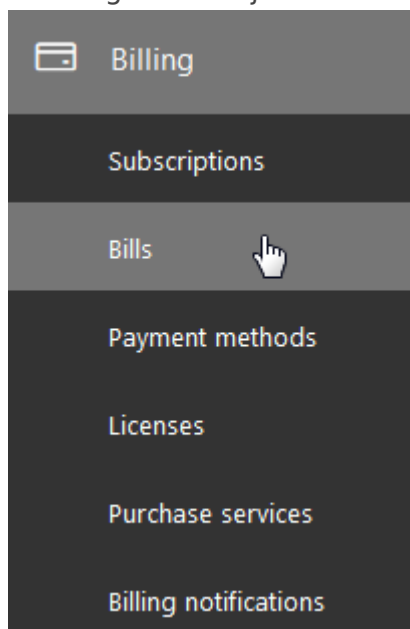 Billing
Subscriptions
Bills
Payment methods
Licenses
Purchase services
Billing notifications